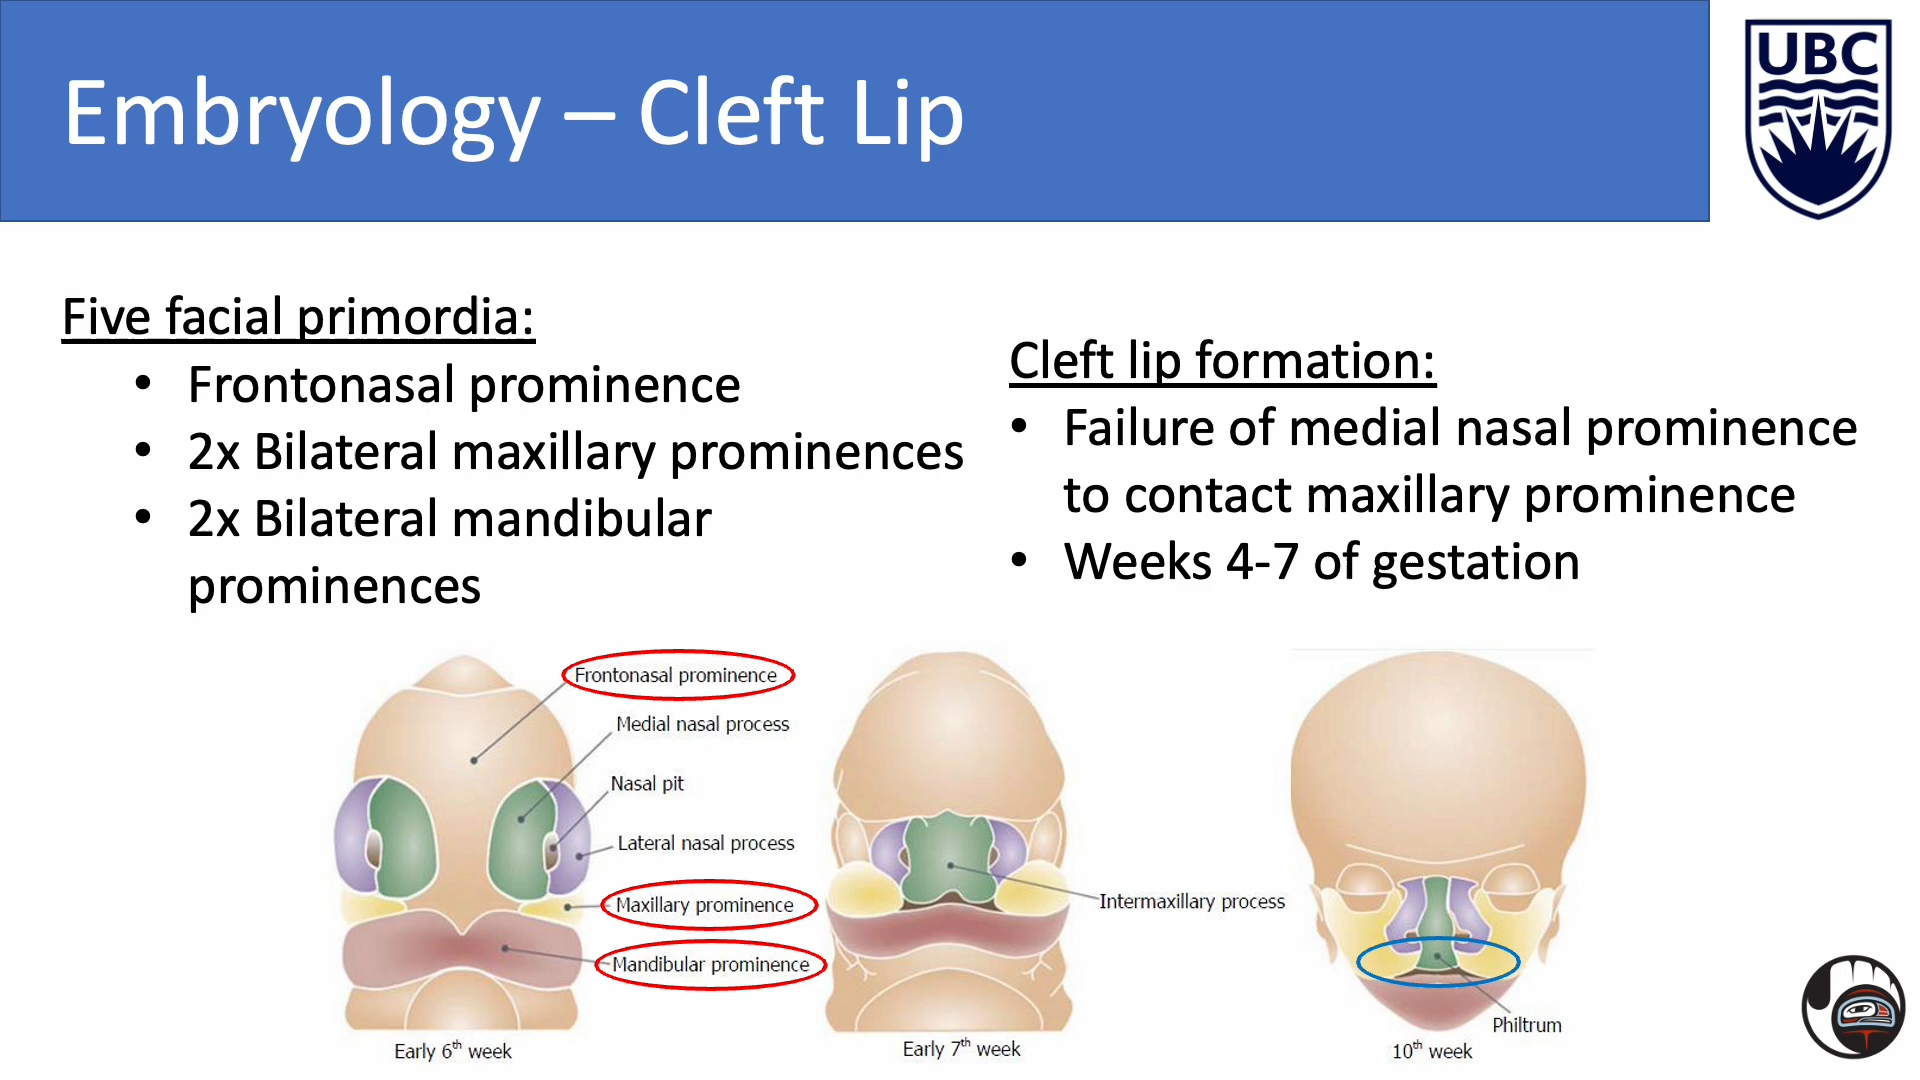 Embryology – Cleft Lip
UBC
Five facial primordia:
• Frontonasal prominence
• 2x Bilateral maxillary prominences
• 2x Bilateral mandibular
prominences
Cleft lip formation:
• Failure of medial nasal prominence
to contact maxillary prominence
• Weeks 4-7 of gestation
Frontonasal prominence
Medial nasal process
Nasal pit
Lateral nasal process
Maxillary prominence
Mandibular prominence
Early 6th week
Intermaxillary process
Early 7th week
Philtrum
10th week